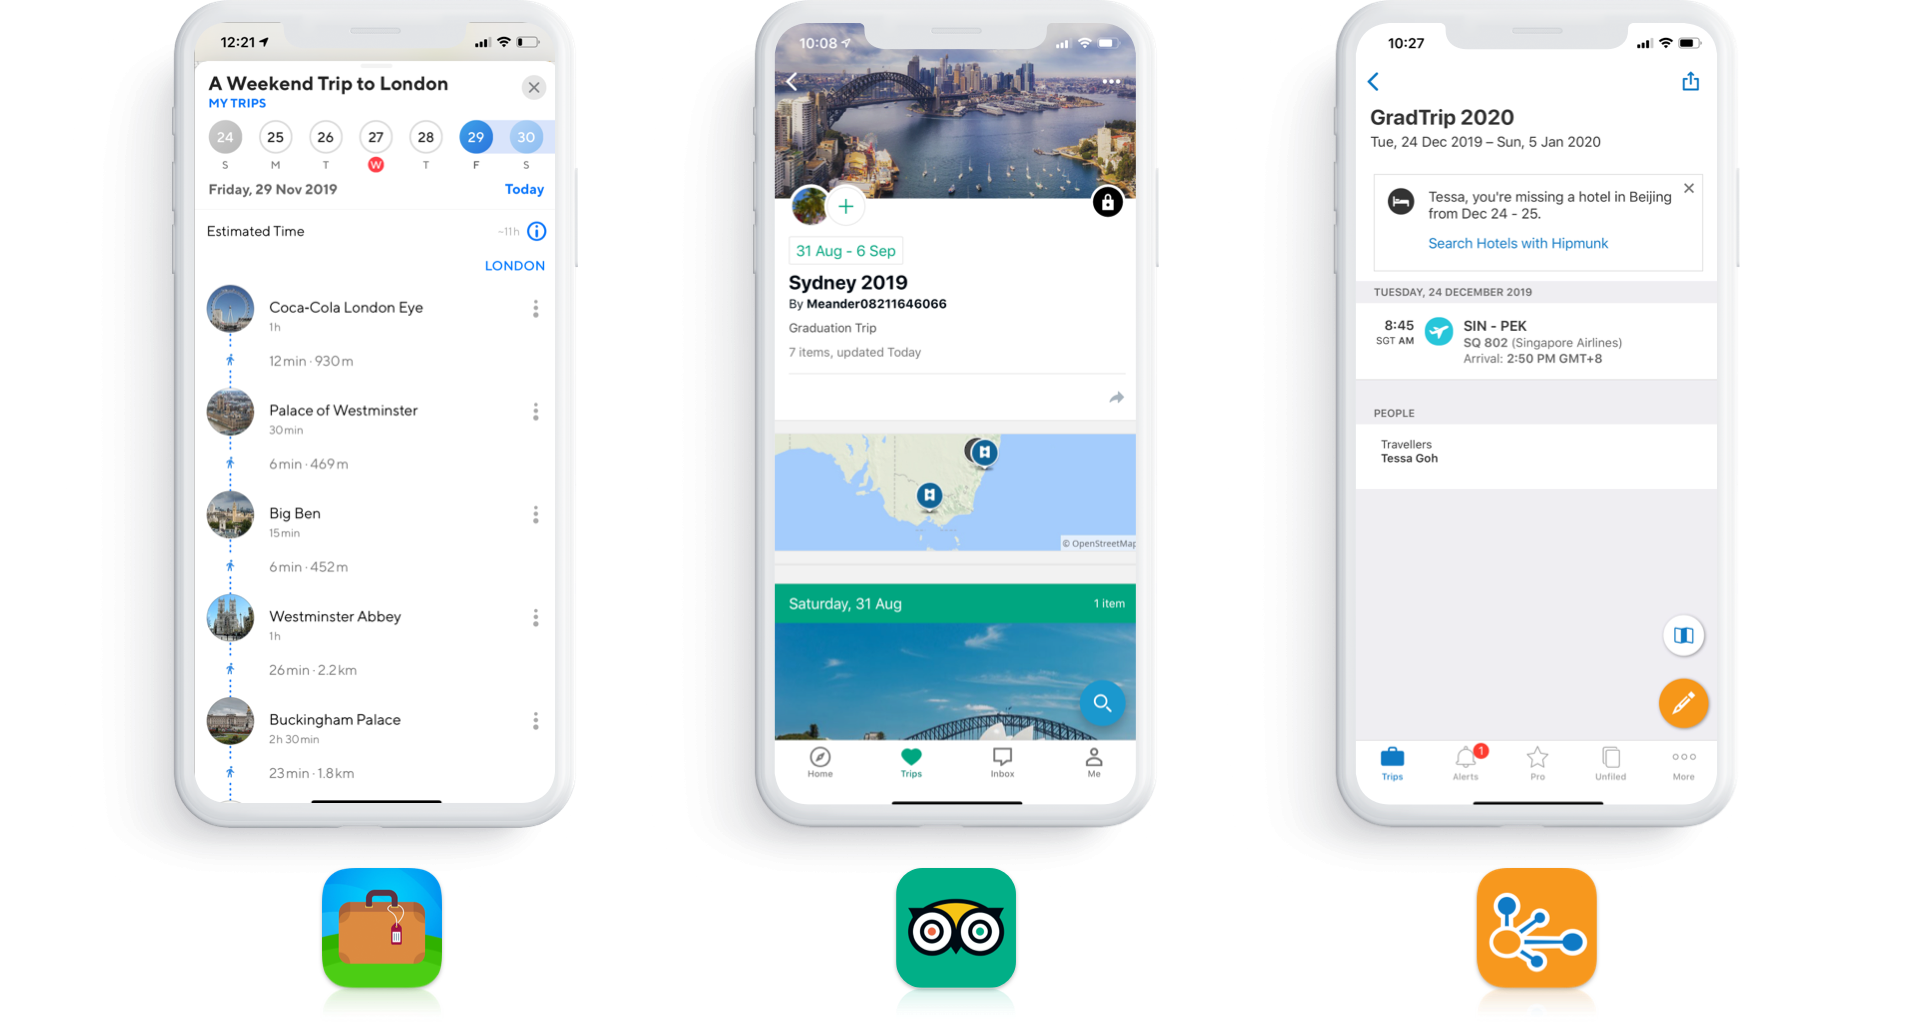 12:21
A Weekend Trip to London
MY TRIPS
24 25 26 27 28 29 30
S M T W T F S
Friday, 29 Nov 2019 Today
Estimated Time ~11h
LONDON
Coca-Cola London Eye
1h
12min · 930m
Palace of Westminster
30min
6min · 469m
Big Ben
15min
6min · 452m
Westminster Abbey
1h
26min · 2.2km
Buckingham Palace
2h 30min
23min · 1.8km
10:08
31 Aug - 6 Sep
Sydney 2019
By Meander08211646066
Graduation Trip
7 items, updated Today
© OpenStreetMap
Saturday, 31 Aug 1 item
Home Trips Inbox Me
10:27
GradTrip 2020
Tue, 24 Dec 2019 – Sun, 5 Jan 2020
Tessa, you're missing a hotel in Beijing
from Dec 24 - 25.
Search Hotels with Hipmunk
TUESDAY, 24 DECEMBER 2019
8:45 SIN - PEK
SGT AM SQ 802 (Singapore Airlines)
Arrival: 2:50 PM GMT+8
PEOPLE
Travellers
Tessa Goh
1
Trips Alerts Pro Unfiled More